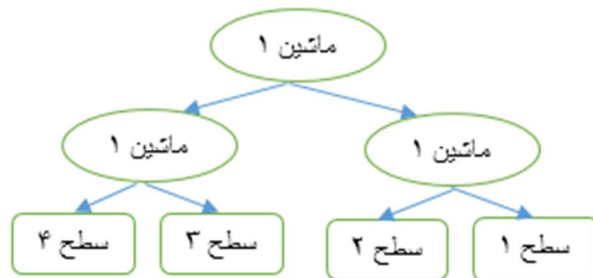 ماشین ۱
ماشین ۱
ماشین ۱
سطح ۱
سطح ۲
سطح ۳
سطح ۴